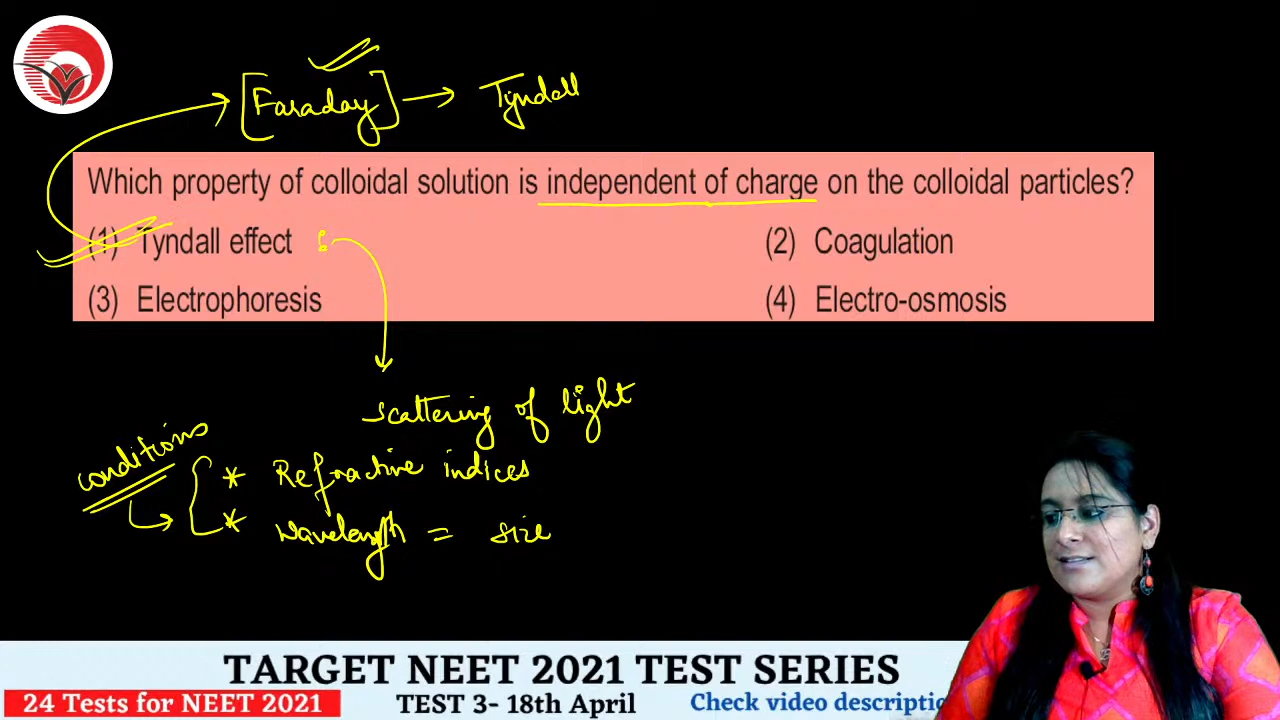 [Faraday] → Tyndall
Which property of colloidal solution is independent of charge on the colloidal particles?
(1) Tyndall effect :
(2) Coagulation
(3) Electrophoresis
(4) Electro-osmosis
Scattering of light
conditions
* Refractive indices
* Wavelength = size
TARGET NEET 2021 TEST SERIES
24 Tests for NEET 2021
TEST 3- 18th April
Check video descriptio